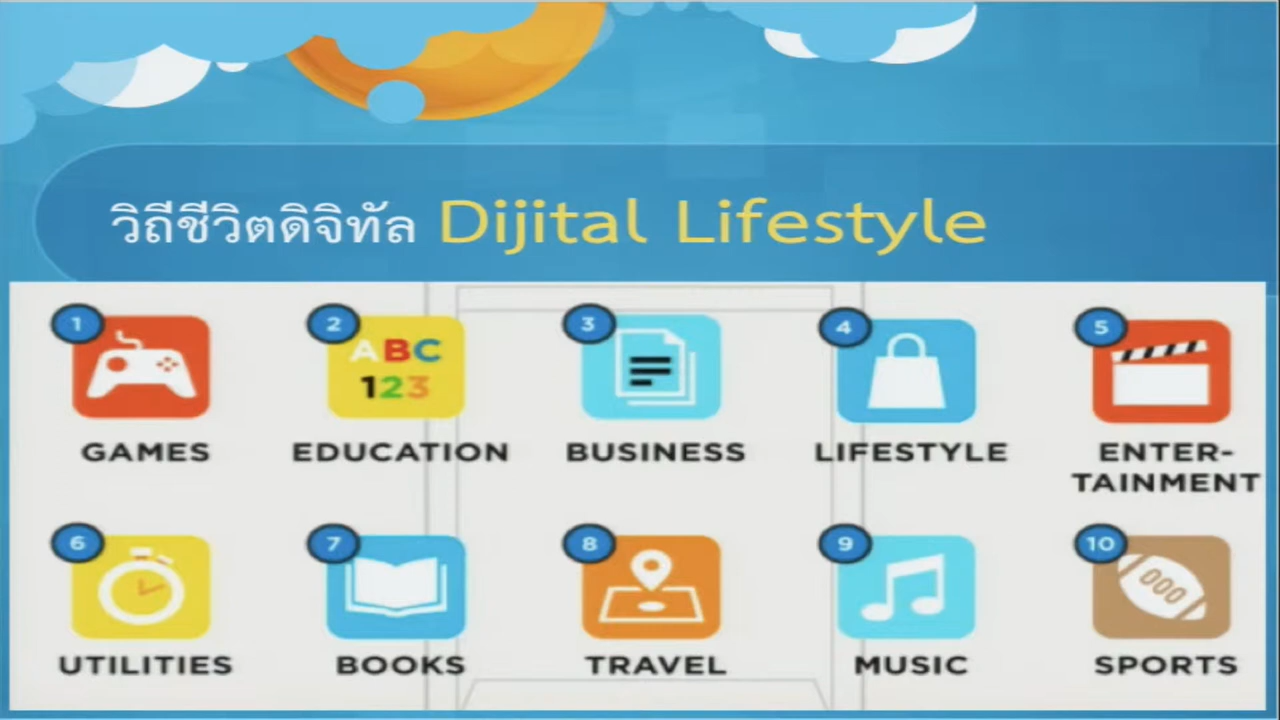 วิถีชีวิตดิจิทัล Dijital Lifestyle
1 2 3 4 5
ABC
123
GAMES EDUCATION BUSINESS LIFESTYLE ENTER-
TAINMENT
6 7 8 9 10
UTILITIES BOOKS TRAVEL MUSIC SPORTS